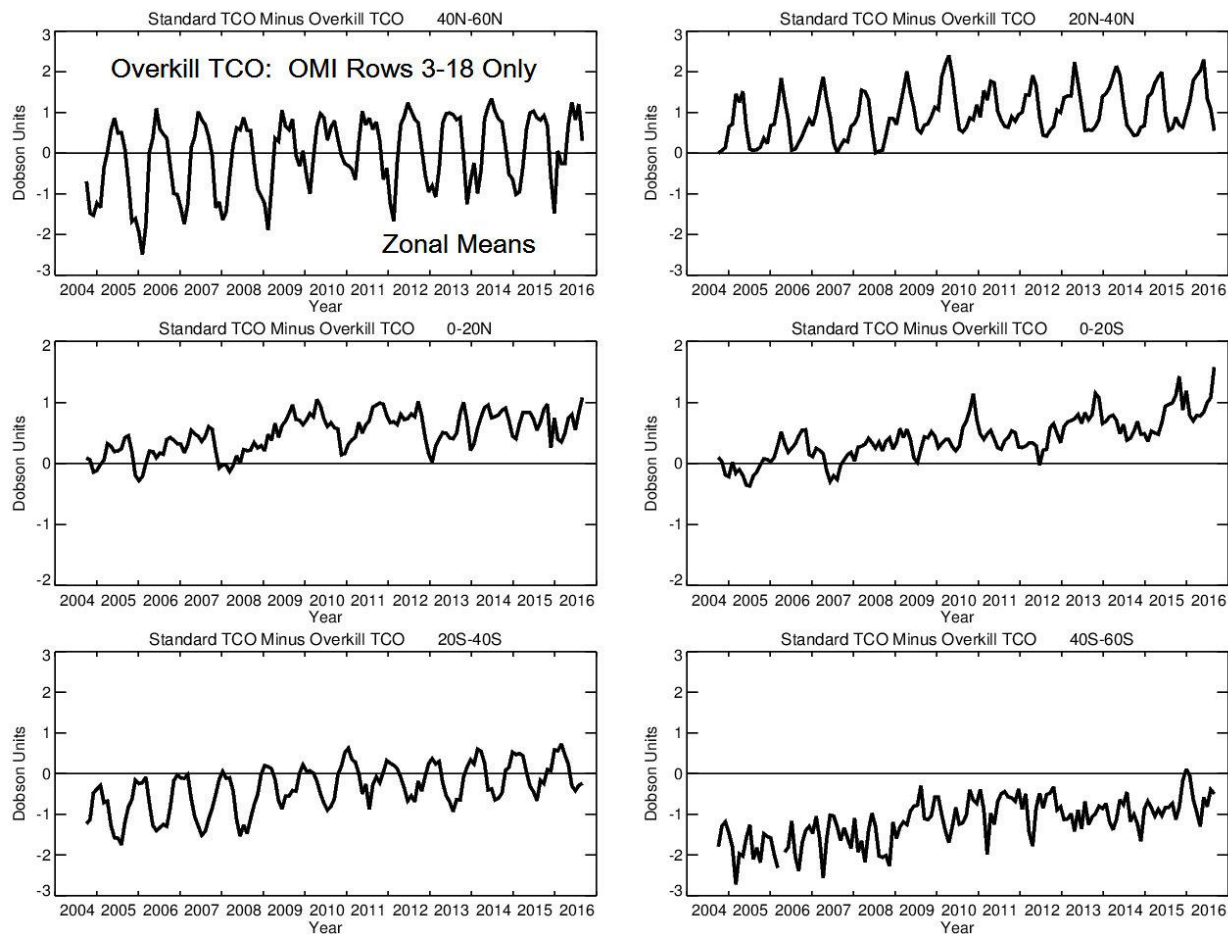 Standard TCO Minus Overkill TCO 40N-60N
3
2
1
0
-1
-2
-3
Dobson Units
Overkill TCO: OMI Rows 3-18 Only
Zonal Means
2004 2005 2006 2007 2008 2009 2010 2011 2012 2013 2014 2015 2016
Year
Standard TCO Minus Overkill TCO 20N-40N
3
2
1
0
-1
-2
-3
Dobson Units
2004 2005 2006 2007 2008 2009 2010 2011 2012 2013 2014 2015 2016
Year
Standard TCO Minus Overkill TCO 0-20N
2
1
0
-1
-2
Dobson Units
2004 2005 2006 2007 2008 2009 2010 2011 2012 2013 2014 2015 2016
Year
Standard TCO Minus Overkill TCO 0-20S
2
1
0
-1
-2
Dobson Units
2004 2005 2006 2007 2008 2009 2010 2011 2012 2013 2014 2015 2016
Year
Standard TCO Minus Overkill TCO 20S-40S
3
2
1
0
-1
-2
-3
Dobson Units
2004 2005 2006 2007 2008 2009 2010 2011 2012 2013 2014 2015 2016
Year
Standard TCO Minus Overkill TCO 40S-60S
3
2
1
0
-1
-2
-3
Dobson Units
2004 2005 2006 2007 2008 2009 2010 2011 2012 2013 2014 2015 2016
Year